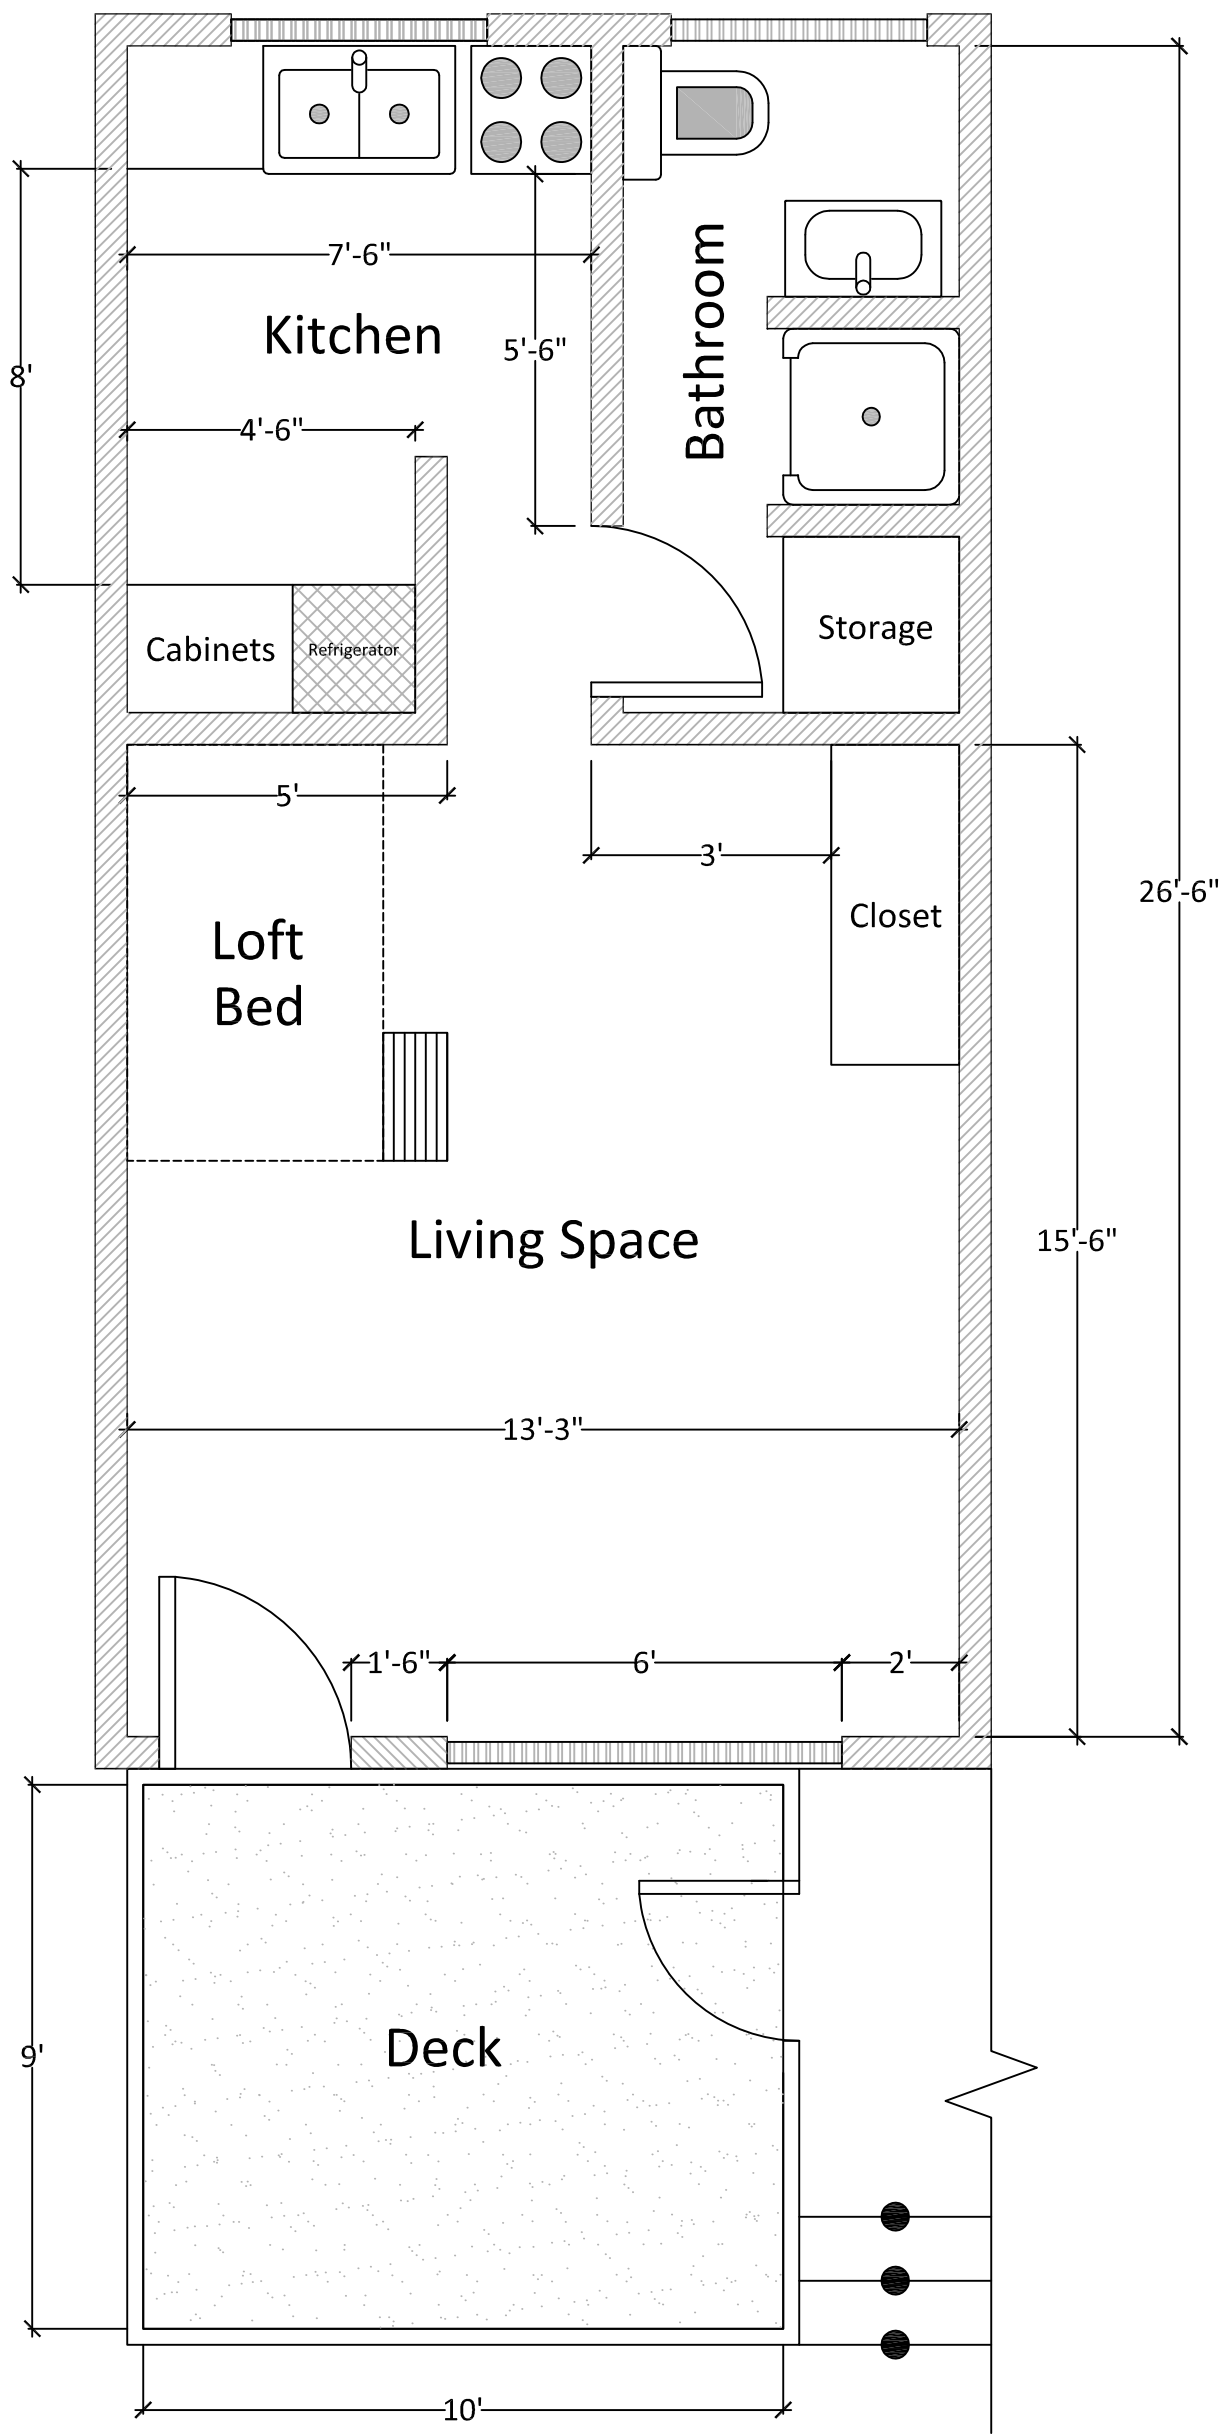 7'-6"
Kitchen
Bathroom
5'-6"
8'
4'-6"
Cabinets
Refrigerator
Storage
5'
3'
26'-6"
Closet
Loft
Bed
Living Space
15'-6"
13'-3"
1'-6"
6'
2'
Deck
9'
10'